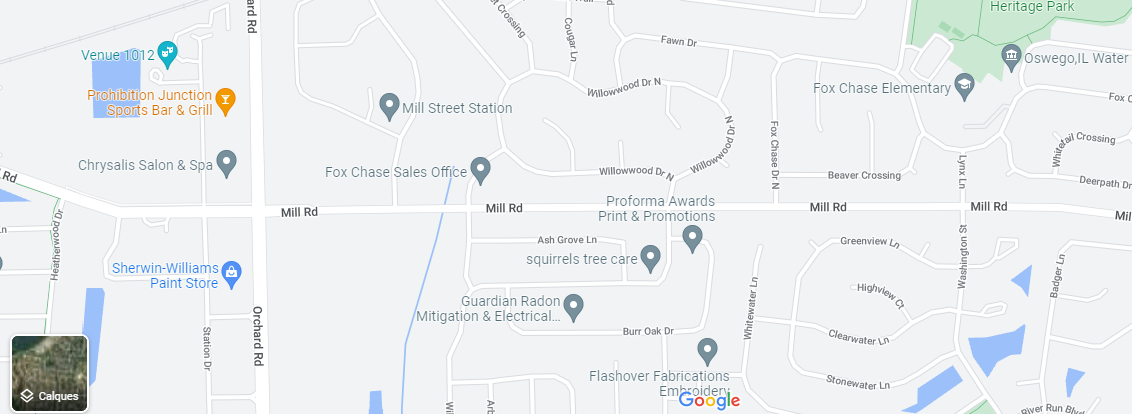 Heritage Park
Fawn Dr
Cougar Ln
Venue 1012
Oswego,IL Water
Willowwood Dr N
Fox Chase Elementary
Prohibition Junction
Sports Bar & Grill
Mill Street Station
Willowwood Dr N
Fox Chase Dr N
Whitetail Crossing
Chrysalis Salon & Spa
Fox Chase Sales Office
Willowwood Dr N
Beaver Crossing
Lynx Ln
Deerpath Dr
Mill Rd
Mill Rd
Proforma Awards
Print & Promotions
Mill Rd
Mill Rd
Heatherwood Dr
Ash Grove Ln
Greenview Ln
Washington St
squirrels tree care
Sherwin-Williams
Paint Store
Badger Ln
Highview Ct
Guardian Radon
Mitigation & Electrical...
Whitewater Ln
Orchard Rd
Station Dr
Burr Oak Dr
Clearwater Ln
Flashover Fabrications
Embroidery
Stonewater Ln
Calques
Google
River Run Blvd